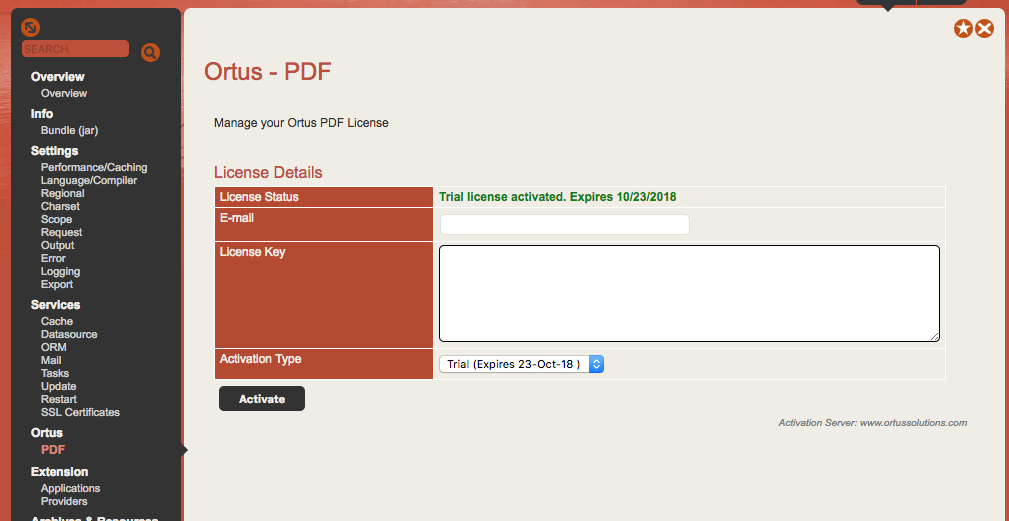 SEARCH
Overview
Overview
Info
Bundle (jar)
Settings
Performance/Caching
Language/Compiler
Regional
Charset
Scope
Request
Output
Error
Logging
Export
Services
Cache
Datasource
ORM
Mail
Tasks
Update
Restart
SSL Certificates
Ortus
PDF
Extension
Applications
Providers
Archives & Resources
Ortus - PDF
Manage your Ortus PDF License
License Details
License Status Trial license activated. Expires 10/23/2018
E-mail
License Key
Activation Type Trial (Expires 23-Oct-18 )
Activate
Activation Server: www.ortussolutions.com